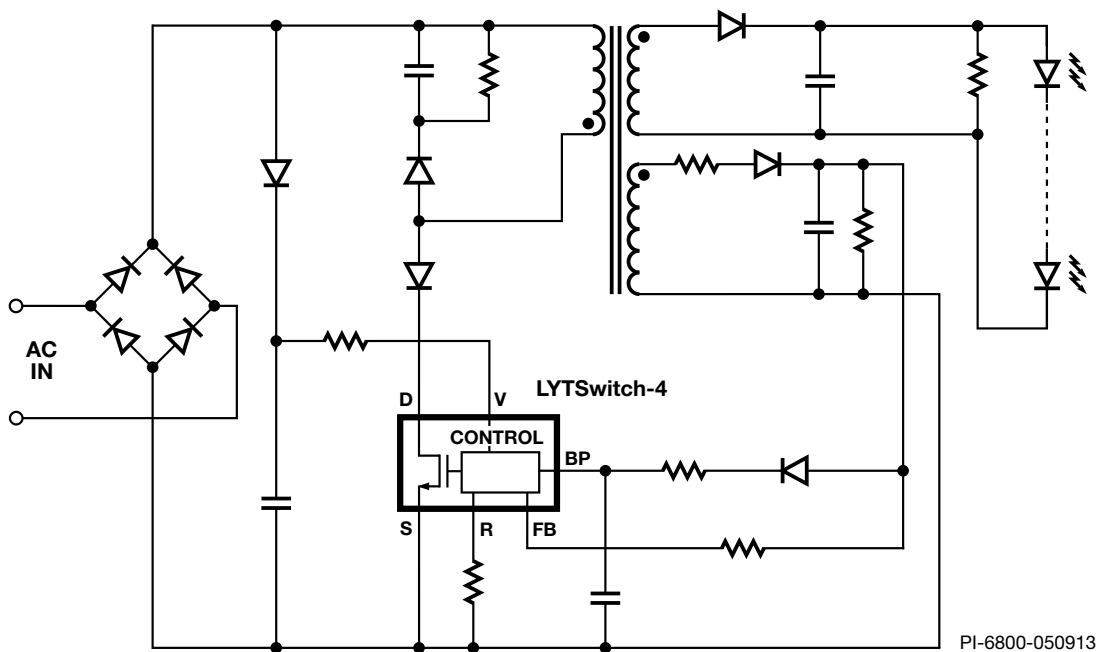 AC
IN
LYTSwitch-4
D
V
CONTROL
BP
S
R
FB
PI-6800-050913